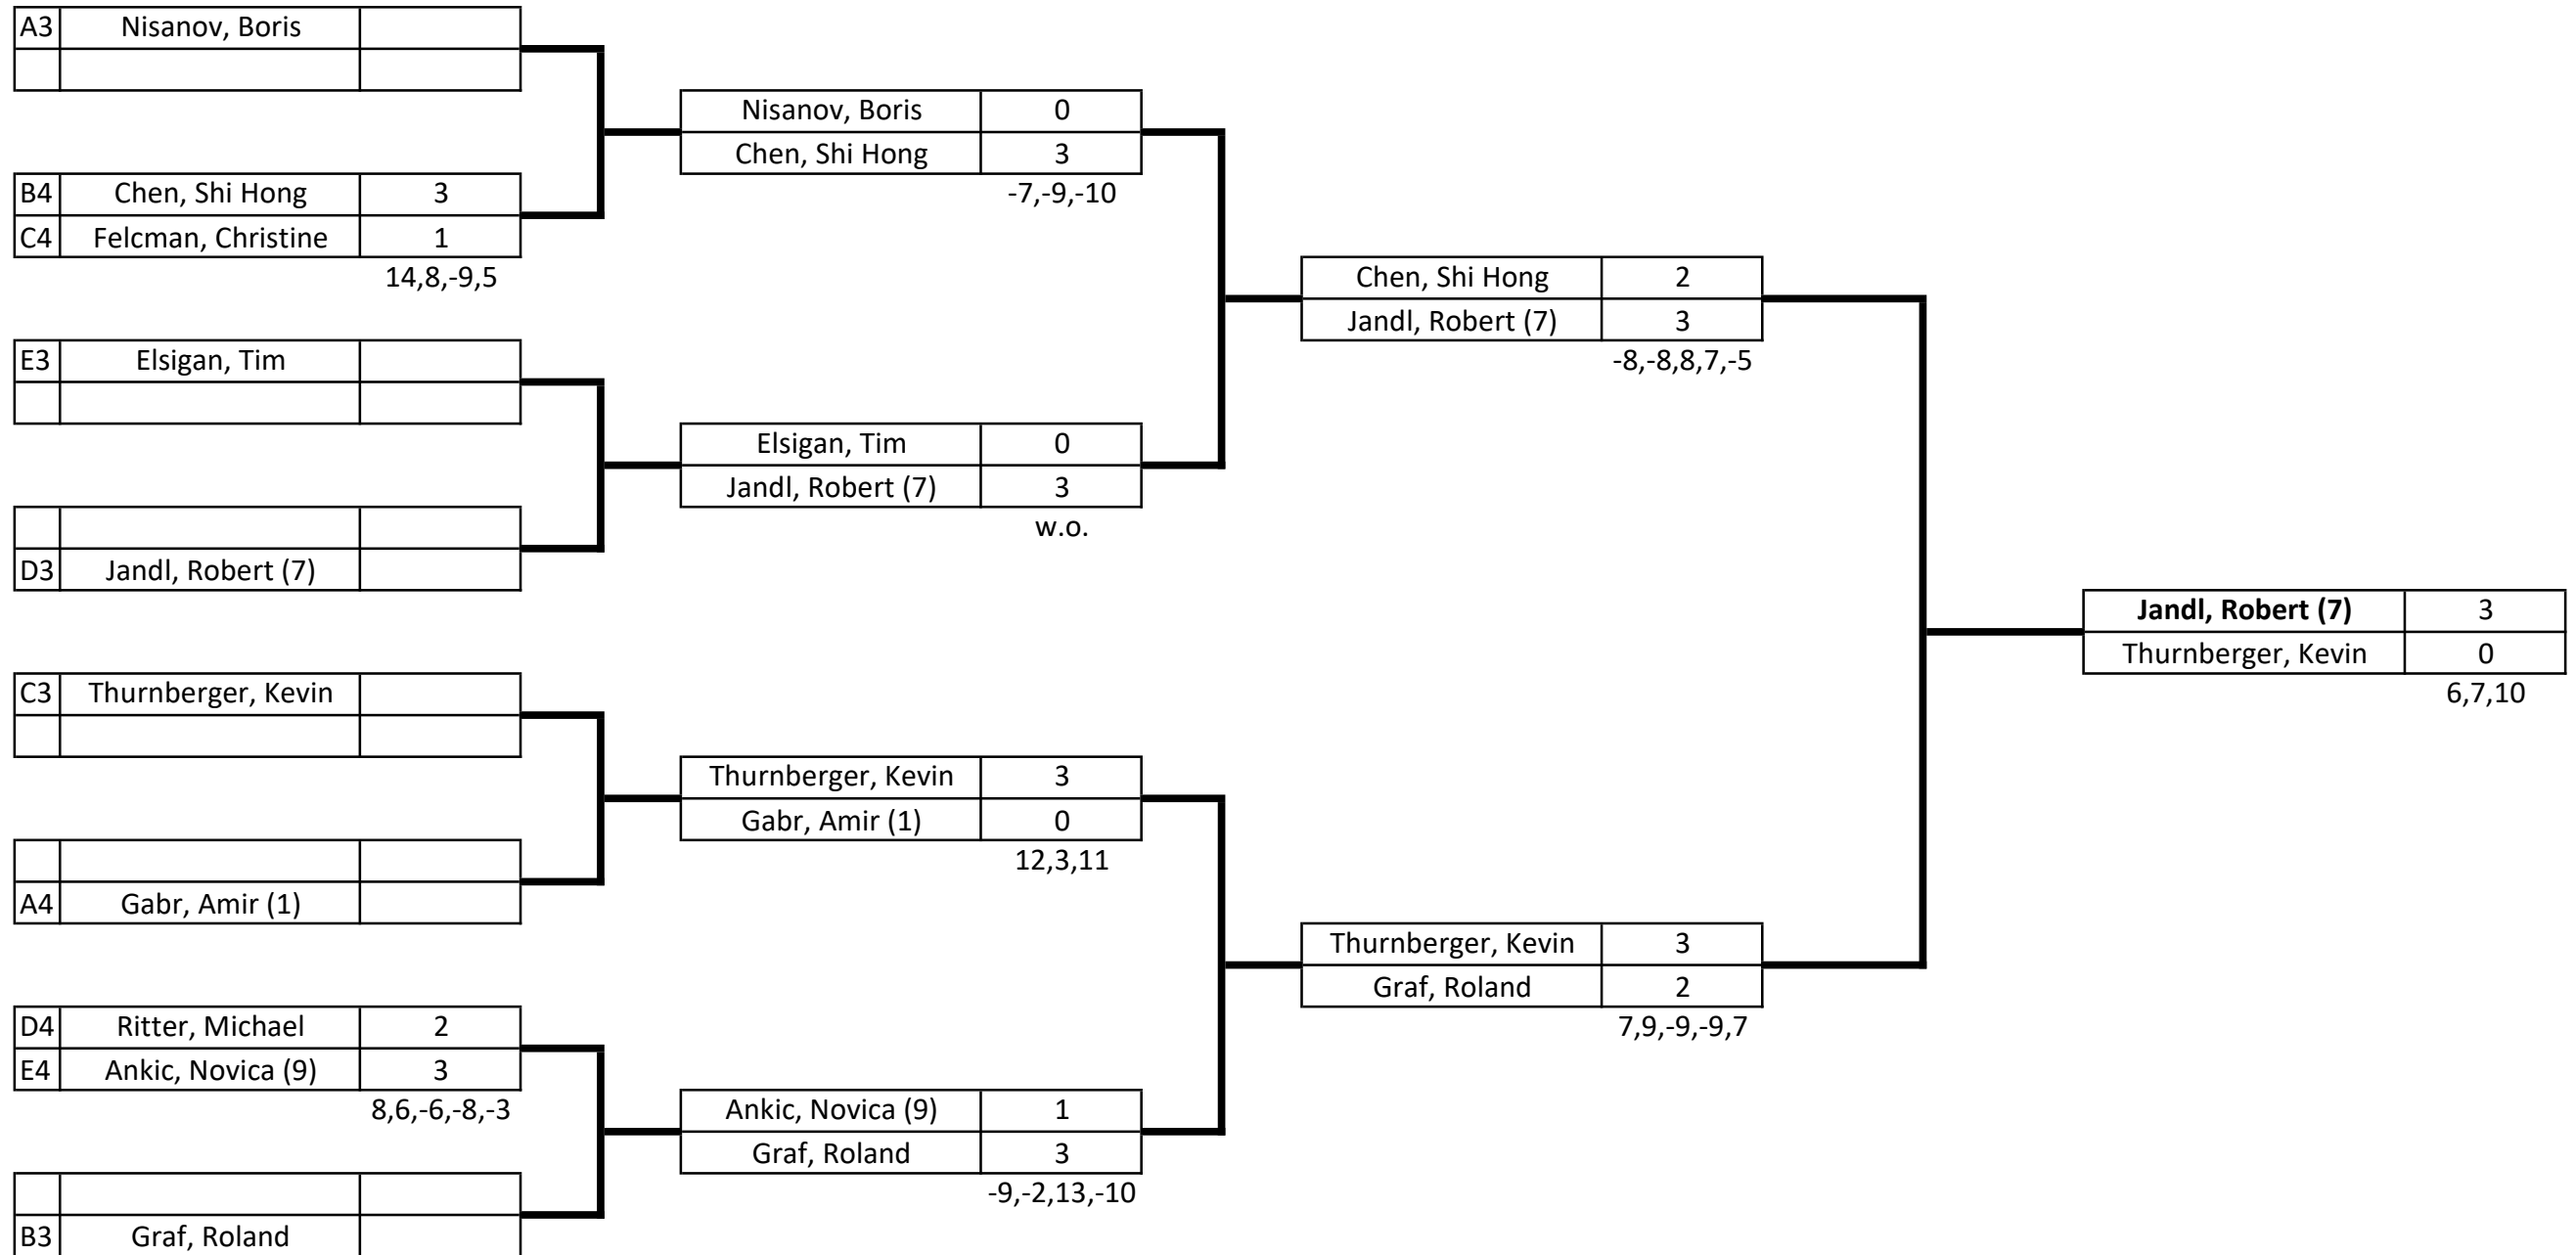 A3 Nisanov, Boris
Nisanov, Boris 0
Chen, Shi Hong 3
-7,-9,-10
B4 Chen, Shi Hong 3
C4 Felcman, Christine 1
14,8,-9,5
Chen, Shi Hong 2
Jandl, Robert (7) 3
-8,-8,8,7,-5
E3 Elsigan, Tim
Elsigan, Tim 0
Jandl, Robert (7) 3
w.o.
D3 Jandl, Robert (7)
Jandl, Robert (7) 3
Thurnberger, Kevin 0
6,7,10
C3 Thurnberger, Kevin
Thurnberger, Kevin 3
Gabr, Amir (1) 0
12,3,11
A4 Gabr, Amir (1)
Thurnberger, Kevin 3
Graf, Roland 2
7,9,-9,-9,7
D4 Ritter, Michael 2
E4 Ankic, Novica (9) 3
8,6,-6,-8,-3
Ankic, Novica (9) 1
Graf, Roland 3
-9,-2,13,-10
B3 Graf, Roland